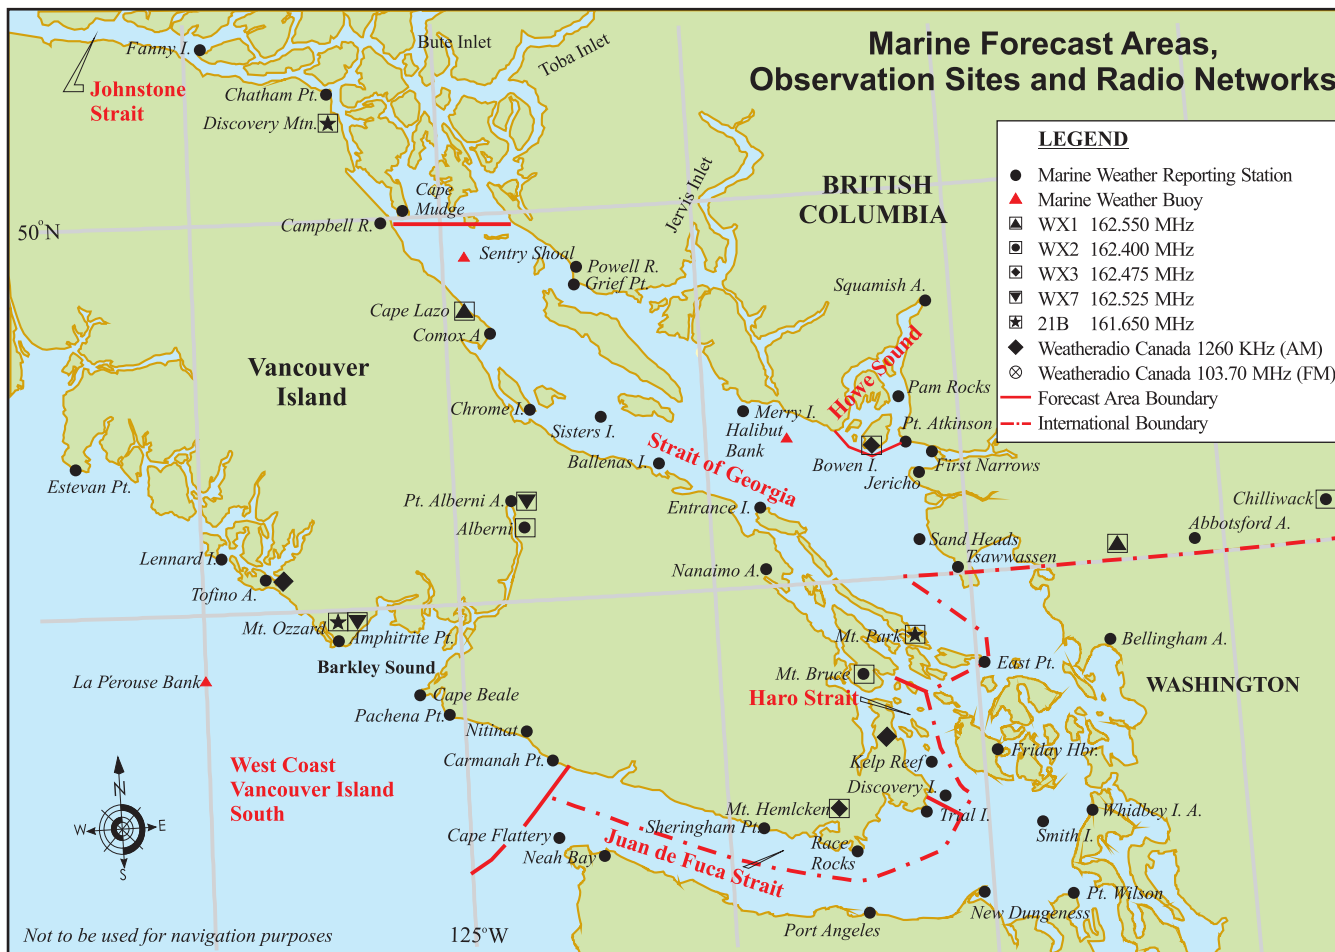 Marine Forecast Areas,
Observation Sites and Radio Networks
Fanny I.
Bute Inlet
Toba Inlet
Johnstone
Strait
Chatham Pt.
Discovery Mtn.
LEGEND
Marine Weather Reporting Station
Marine Weather Buoy
WX1 162.550 MHz
WX2 162.400 MHz
WX3 162.475 MHz
WX7 162.525 MHz
21B 161.650 MHz
Weatheradio Canada 1260 KHz (AM)
Weatheradio Canada 103.70 MHz (FM)
Forecast Area Boundary
International Boundary
Jervis Inlet
BRITISH
COLUMBIA
Cape
Mudge
Campbell R.
50°N
Sentry Shoal
Powell R.
Grief Pt.
Squamish A.
Cape Lazo
Comox A
Vancouver
Island
Howe Sound
Pam Rocks
Chrome I.
Sisters I.
Merry I.
Halibut
Bank
Pt. Atkinson
Bowen I.
First Narrows
Jericho
Strait of Georgia
Ballenas I.
Estevan Pt.
Pt. Alberni A.
Alberni
Entrance I.
Chilliwack
Abbotsford A.
Sand Heads
Tsawwassen
Lennard I.
Tofino A.
Nanaimo A.
Mt. Ozzard
Amphitrite Pt.
Barkley Sound
Mt. Park
Bellingham A.
East Pt.
La P'erouse Bank
Mt. Bruce
WASHINGTON
Cape Beale
Haro Strait
Pachena Pt.
Nitinat
Friday Hbr.
Carmanah Pt.
Kelp Reef
West Coast
Vancouver Island
South
Discovery I.
N
W
E
S
Mt. Hemlcken
Trial I.
Whidbey I. A.
Smith I.
Cape Flattery
Sheringham Pt.
Race
Rocks
Neah Bay
Juan de Fuca Strait
Pt. Wilson
New Dungeness
Port Angeles
Not to be used for navigation purposes
125°W